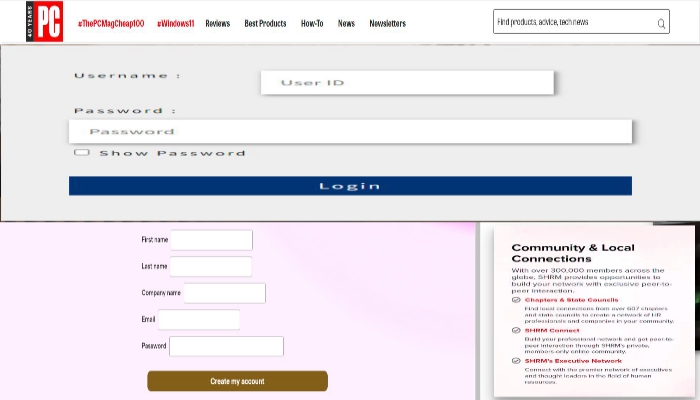 40 YEARS
PC
#ThePCMagCheap100 #Windows11 Reviews Best Products How-To News Newsletters
Find products, advice, tech news
Username :
User ID
Password :
Password
Show Password
Login
First name
Last name
Company name
Email
Password
Create my account
Community & Local
Connections
With over 300,000 members across the
globe, SHRM provides opportunities to
build your network with exclusive peer-to-
peer interaction.
Chapters & State Councils
Find local connections from over 607 chapters
and state councils to create a network of HR
professionals and companies in your community.
SHRM Connect
Build your professional network and get peer-to-
peer interaction through SHRM's private,
members-only online community.
SHRM's Executive Network
Connect with the premier network of executives
and thought leaders in the field of human
resources.